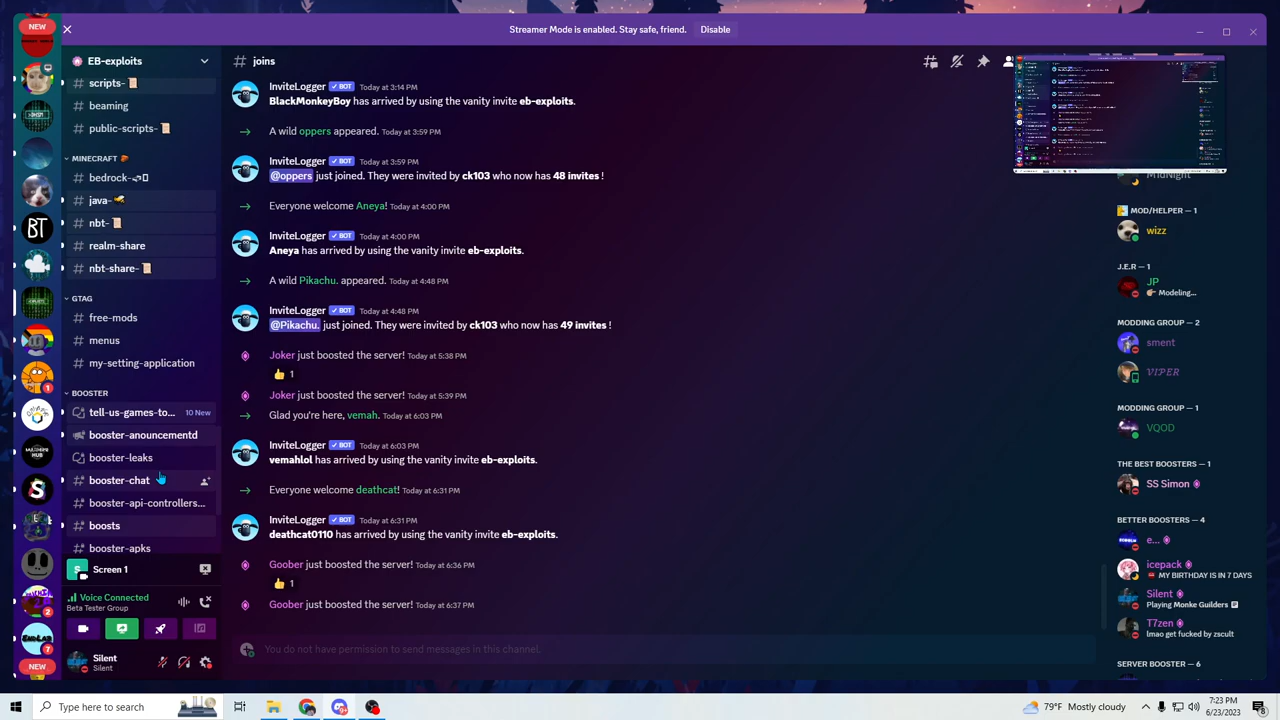 NEW
Streamer Mode is enabled. Stay safe, friend.
Disable
EB-exploits
joins
scripts-
beaming
public-scripts-
MINECRAFT
bedrock-
java-
nbt-
realm-share
nbt-share-
GTAG
free-mods
menus
my-setting-application
BOOSTER
tell-us-games-to... 10 New
booster-anouncementd
booster-leaks
booster-chat
booster-api-controllers...
boosts
booster-apks
Screen 1
Voice Connected
Beta Tester Group
Silent
Silent
BT
1
2
7
NEW
InviteLogger BOT Today at 3:14 PM
BlackMonkeBoy has arrived by using the vanity invite eb-exploits.
A wild oppers appeared. Today at 3:59 PM
InviteLogger BOT Today at 3:59 PM
@oppers just joined. They were invited by ck103 who now has 48 invites !
Everyone welcome Aneya! Today at 4:00 PM
InviteLogger BOT Today at 4:00 PM
Aneya has arrived by using the vanity invite eb-exploits.
A wild Pikachu. appeared. Today at 4:48 PM
InviteLogger BOT Today at 4:48 PM
@Pikachu. just joined. They were invited by ck103 who now has 49 invites !
Joker just boosted the server! Today at 5:38 PM
👍 1
Joker just boosted the server! Today at 5:39 PM
Glad you're here, vemah. Today at 6:03 PM
InviteLogger BOT Today at 6:03 PM
vemahlol has arrived by using the vanity invite eb-exploits.
Everyone welcome deathcat! Today at 6:31 PM
InviteLogger BOT Today at 6:31 PM
deathcat0110 has arrived by using the vanity invite eb-exploits.
Goober just boosted the server! Today at 6:36 PM
👍 1
Goober just boosted the server! Today at 6:37 PM
You do not have permission to send messages in this channel.
MidNight
MOD/HELPER — 1
wizz
J.E.R — 1
JP
Modeling...
MODDING GROUP — 2
sment
VIPER
MODDING GROUP — 1
VQOD
THE BEST BOOSTERS — 1
SS Simon
BETTER BOOSTERS — 4
e...
icepack
MY BIRTHDAY IS IN 7 DAYS
Silent
Playing Monke Guilders
T7zen
lmao get fucked by zscult
SERVER BOOSTER — 6
Type here to search
79°F Mostly cloudy
7:23 PM
6/23/2023
8